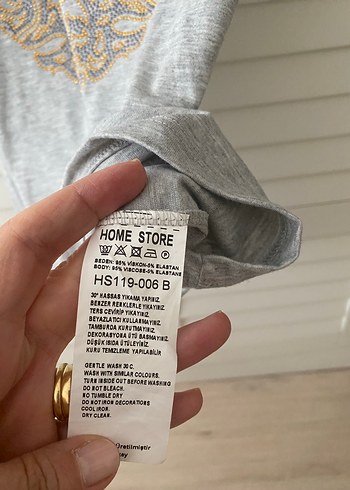 HOME STORE
BEDEN: 95% VİSKON-5% ELASTAN
BODY: 95% VISCOSE-5% ELASTANE
HS119-006 B
30° HASSAS YIKAMA YAPINIZ.
BENZER RENKLERLE YIKAYINIZ.
TERS ÇEVİRİP YIKAYINIZ.
BEYAZLATICI KULLANMAYINIZ.
TAMBURDA KURUTMAYINIZ.
DEKORASYONA ÜTÜ BASMAYINIZ.
DÜŞÜK ISIDA ÜTÜLEYİNİZ.
KURU TEMİZLEME YAPILABİLİR
GENTLE WASH 30 C.
WASH WITH SIMILAR COLOURS.
TURN INSIDE OUT BEFORE WASHING
DO NOT BLEACH.
NO TUMBLE DRY
DO NOT IRON DECORATIONS
COOL IRON.
DRY CLEAN.
Üretilmiştir